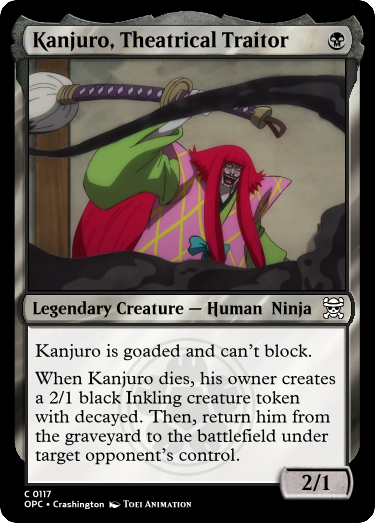 Kanjuro, Theatrical Traitor
Legendary Creature — Human Ninja
Kanjuro is goaded and can't block.
When Kanjuro dies, his owner creates
a 2/1 black Inkling creature token
with decayed. Then, return him from
the graveyard to the battlefield under
target opponent's control.
2/1
C 0117
OPC • Crashington TOEI ANIMATION